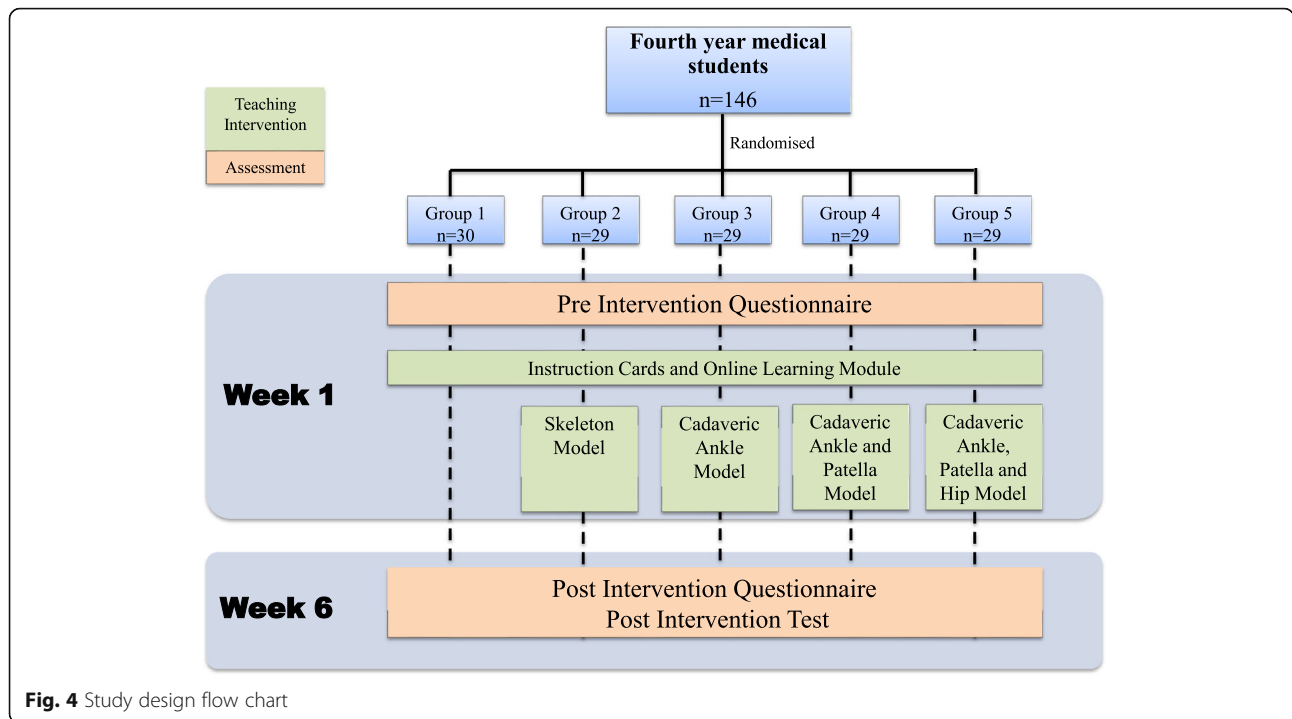 Fourth year medical
students
n=146
Teaching
Intervention
Assessment
Randomised
Group 1
n=30
Group 2
n=29
Group 3
n=29
Group 4
n=29
Group 5
n=29
Pre Intervention Questionnaire
Week 1
Instruction Cards and Online Learning Module
Skeleton
Model
Cadaveric
Ankle
Model
Cadaveric
Ankle and
Patella
Model
Cadaveric
Ankle,
Patella and
Hip Model
Week 6
Post Intervention Questionnaire
Post Intervention Test
Fig. 4 Study design flow chart